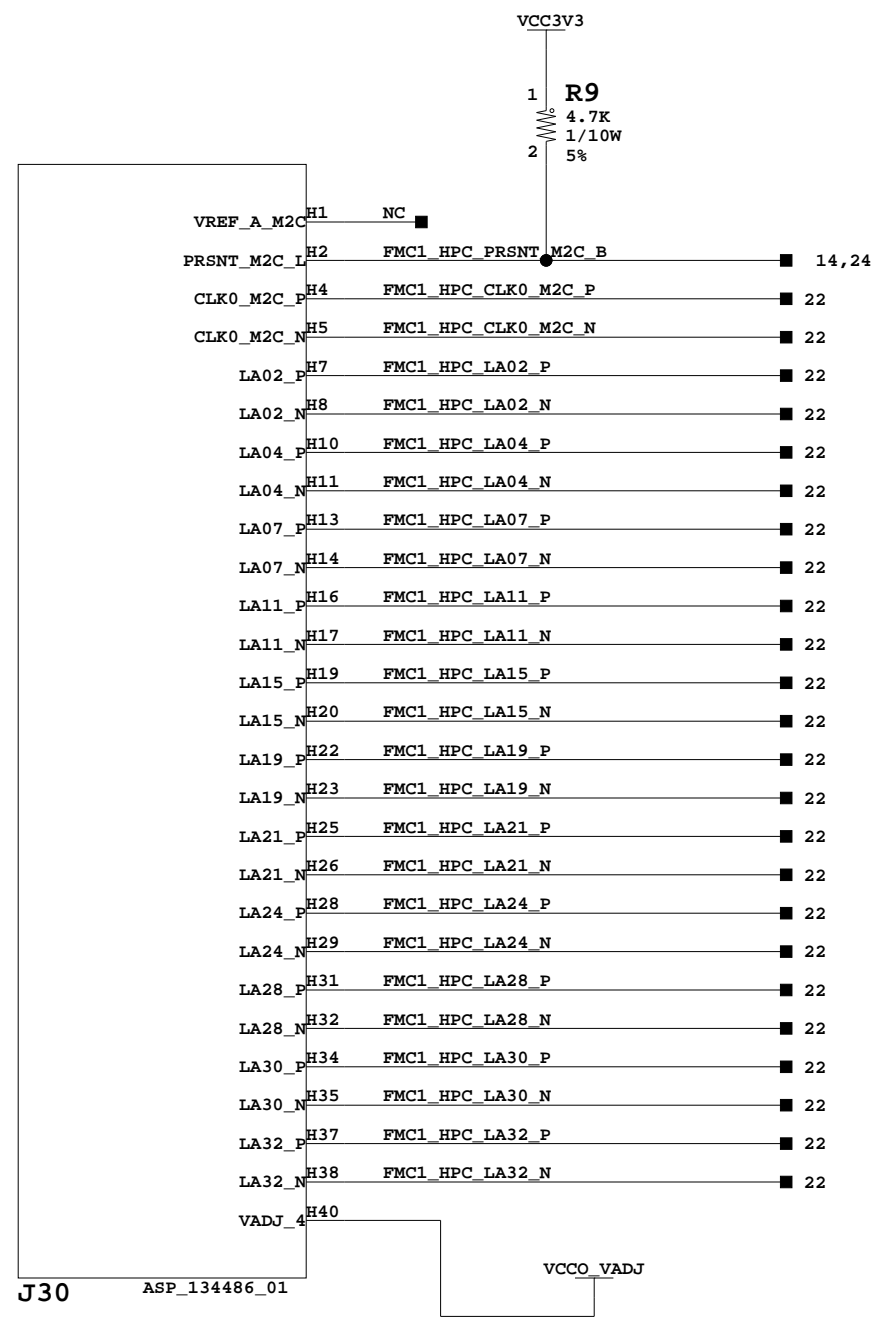 VCC3V3
1 R9
4.7K
1/10W
2 5%
VREF_A_M2C H1 NC
PRSNT_M2C_L H2 FMC1_HPC_PRSNT_M2C_B 14,24
CLK0_M2C_P H4 FMC1_HPC_CLK0_M2C_P 22
CLK0_M2C_N H5 FMC1_HPC_CLK0_M2C_N 22
LA02_P H7 FMC1_HPC_LA02_P 22
LA02_N H8 FMC1_HPC_LA02_N 22
LA04_P H10 FMC1_HPC_LA04_P 22
LA04_N H11 FMC1_HPC_LA04_N 22
LA07_P H13 FMC1_HPC_LA07_P 22
LA07_N H14 FMC1_HPC_LA07_N 22
LA11_P H16 FMC1_HPC_LA11_P 22
LA11_N H17 FMC1_HPC_LA11_N 22
LA15_P H19 FMC1_HPC_LA15_P 22
LA15_N H20 FMC1_HPC_LA15_N 22
LA19_P H22 FMC1_HPC_LA19_P 22
LA19_N H23 FMC1_HPC_LA19_N 22
LA21_P H25 FMC1_HPC_LA21_P 22
LA21_N H26 FMC1_HPC_LA21_N 22
LA24_P H28 FMC1_HPC_LA24_P 22
LA24_N H29 FMC1_HPC_LA24_N 22
LA28_P H31 FMC1_HPC_LA28_P 22
LA28_N H32 FMC1_HPC_LA28_N 22
LA30_P H34 FMC1_HPC_LA30_P 22
LA30_N H35 FMC1_HPC_LA30_N 22
LA32_P H37 FMC1_HPC_LA32_P 22
LA32_N H38 FMC1_HPC_LA32_N 22
VADJ_4 H40
VCCO_VADJ
J30 ASP_134486_01